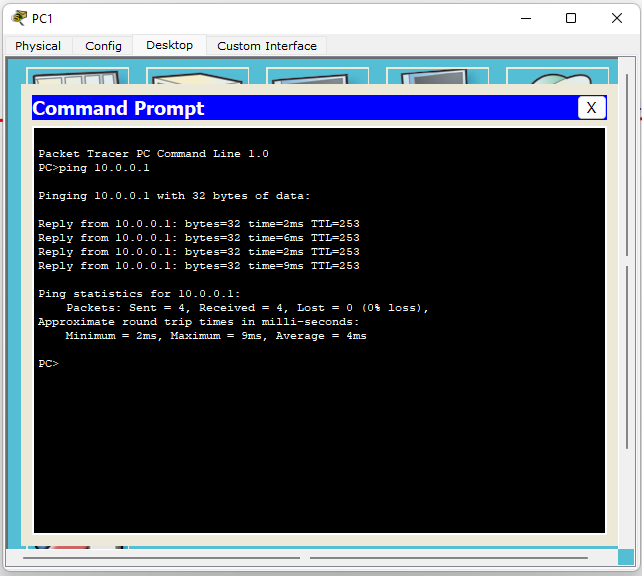 PC1
Physical Config Desktop Custom Interface
Command Prompt X
Packet Tracer PC Command Line 1.0
PC>ping 10.0.0.1
Pinging 10.0.0.1 with 32 bytes of data:
Reply from 10.0.0.1: bytes=32 time=2ms TTL=253
Reply from 10.0.0.1: bytes=32 time=6ms TTL=253
Reply from 10.0.0.1: bytes=32 time=2ms TTL=253
Reply from 10.0.0.1: bytes=32 time=9ms TTL=253
Ping statistics for 10.0.0.1:
Packets: Sent = 4, Received = 4, Lost = 0 (0% loss),
Approximate round trip times in milli-seconds:
Minimum = 2ms, Maximum = 9ms, Average = 4ms
PC>